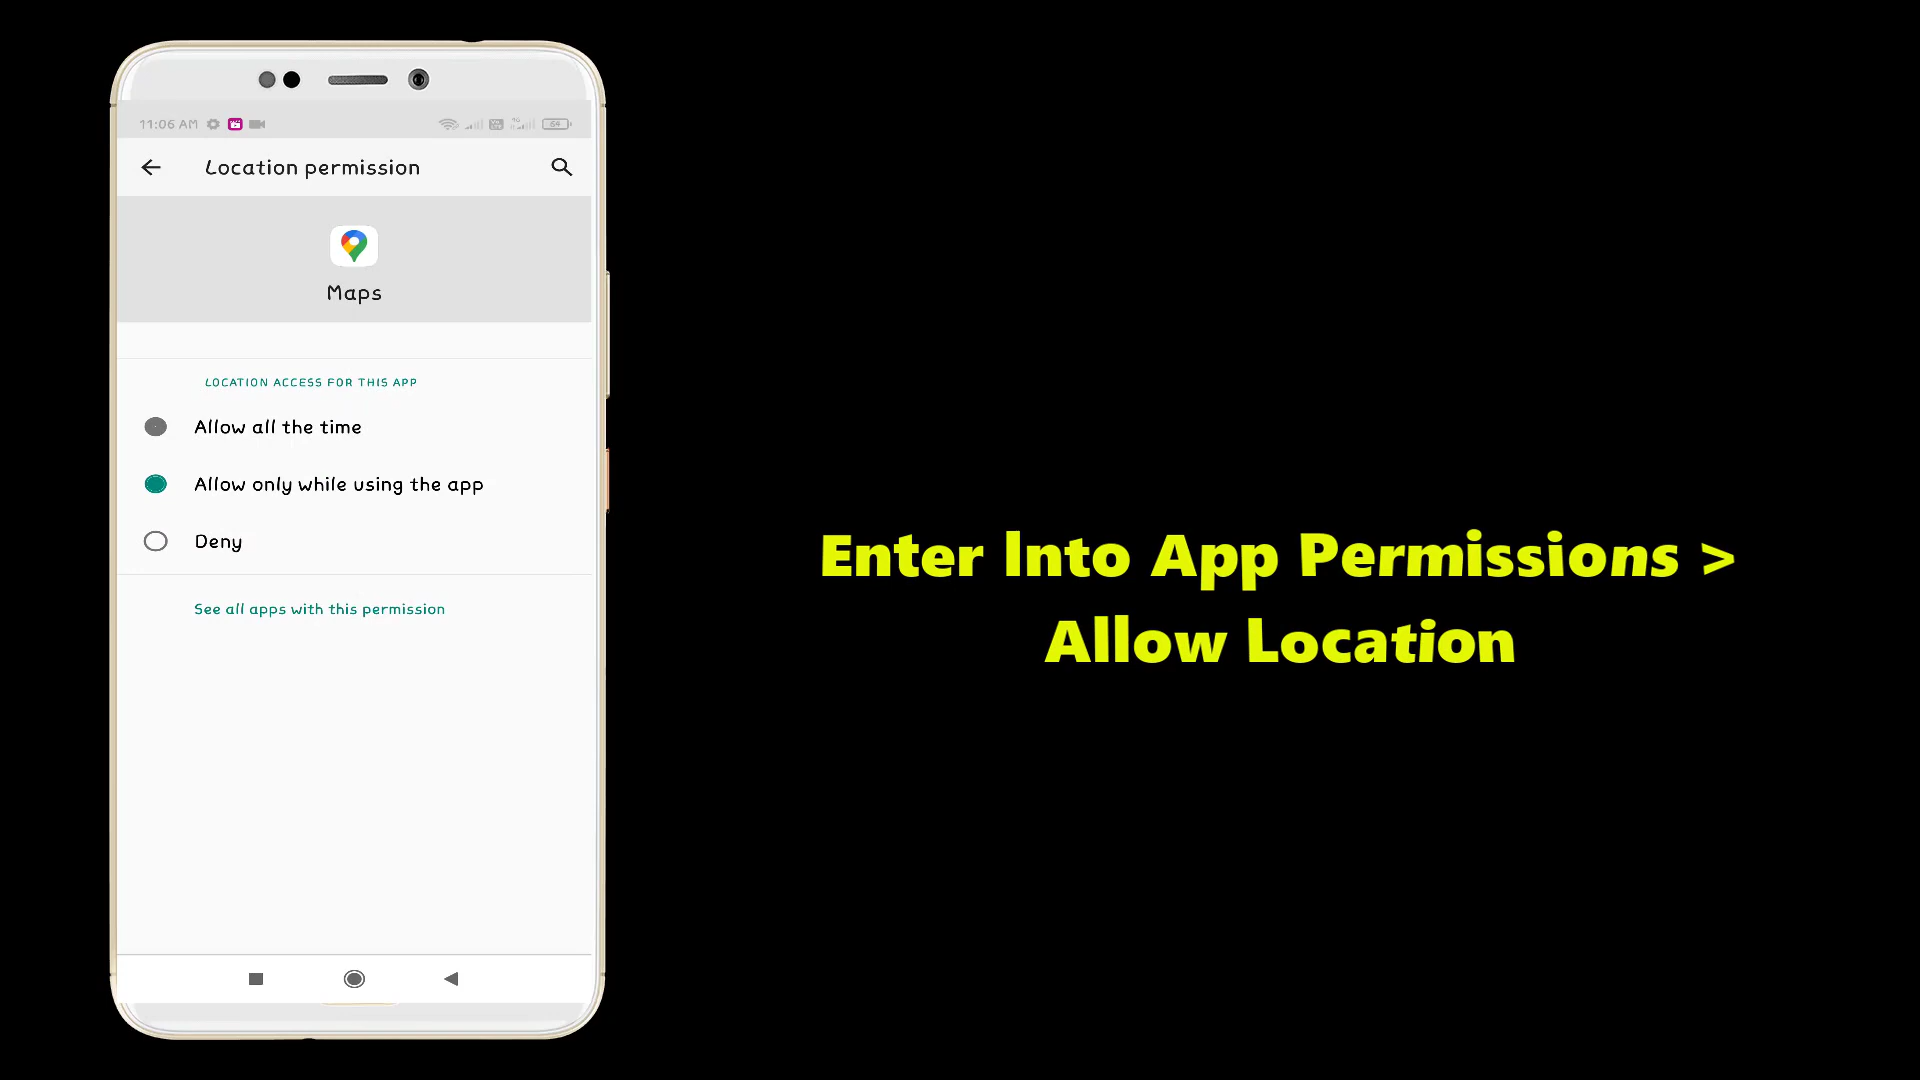 11:06 AM
64
Location permission
Maps
LOCATION ACCESS FOR THIS APP
Allow all the time
Allow only while using the app
Deny
See all apps with this permission
Enter Into App Permissions >
Allow Location